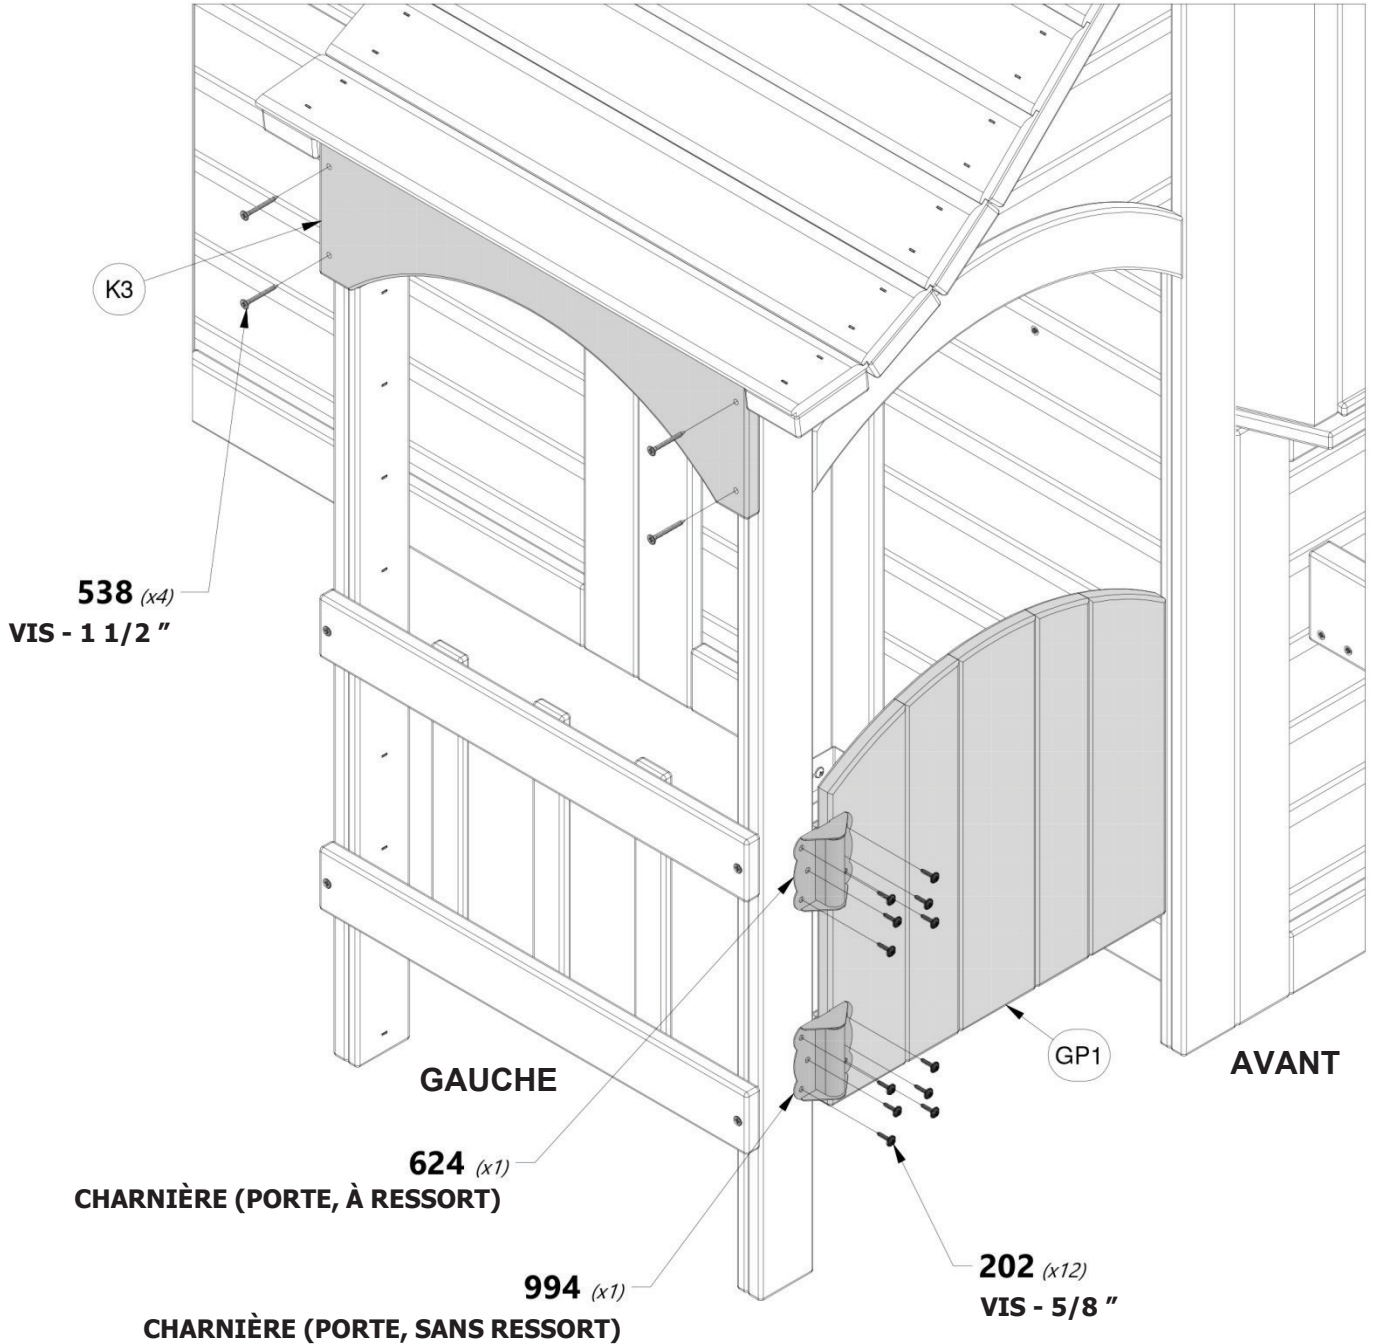 K3
538 (x4)
VIS - 1 1/2 "
GP1
AVANT
GAUCHE
624 (x1)
CHARNIÈRE (PORTE, À RESSORT)
994 (x1)
CHARNIÈRE (PORTE, SANS RESSORT)
202 (x12)
VIS - 5/8 "